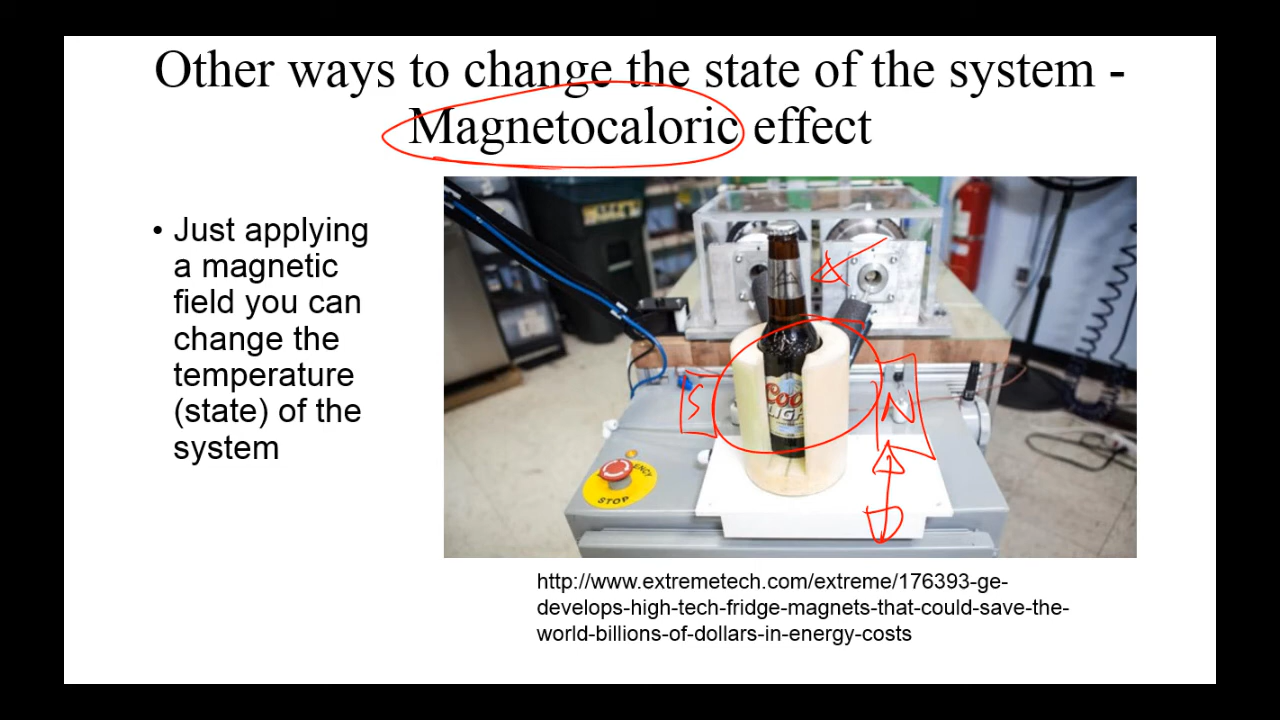 Other ways to change the state of the system -
Magnetocaloric effect
• Just applying
a magnetic
field you can
change the
temperature
(state) of the
system
S
N
STOP
http://www.extremetech.com/extreme/176393-ge-
develops-high-tech-fridge-magnets-that-could-save-the-
world-billions-of-dollars-in-energy-costs